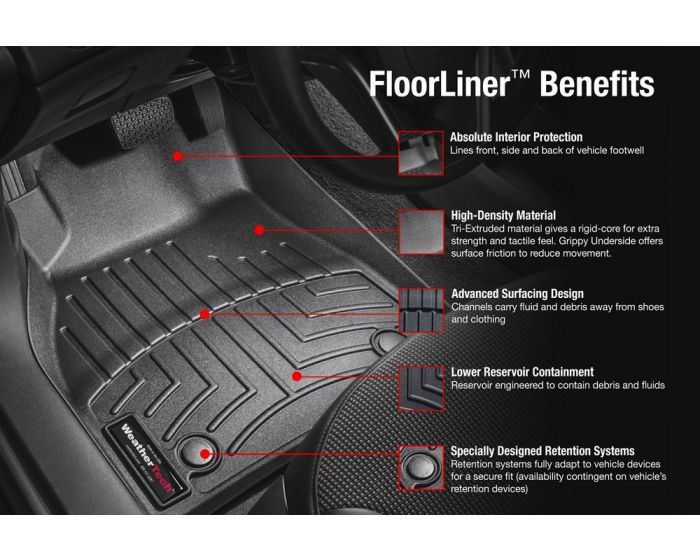 FloorLiner™ Benefits
Absolute Interior Protection
Lines front, side and back of vehicle footwell
High-Density Material
Tri-Extruded material gives a rigid-core for extra
strength and tactile feel. Grippy Underside offers
surface friction to reduce movement.
Advanced Surfacing Design
Channels carry fluid and debris away from shoes
and clothing
Lower Reservoir Containment
Reservoir engineered to contain debris and fluids
Specially Designed Retention Systems
Retention systems fully adapt to vehicle devices
for a secure fit (availability contingent on vehicle's
retention devices)
WeatherTech